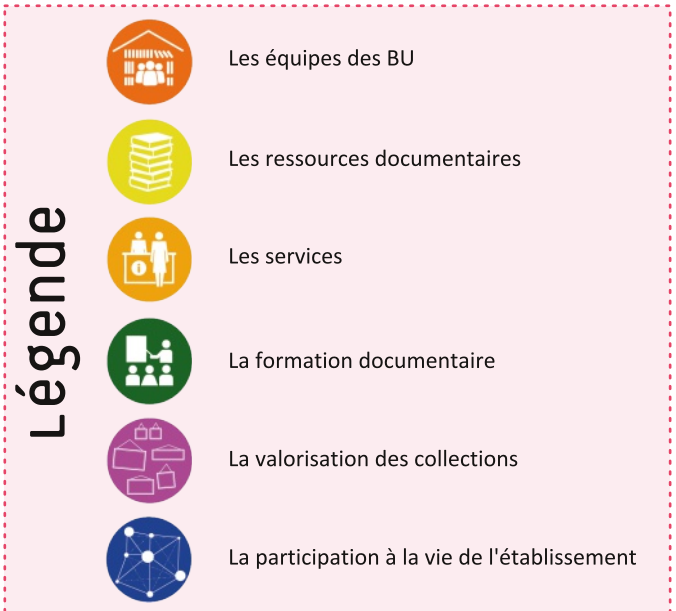 Légende
Les équipes des BU
Les ressources documentaires
Les services
La formation documentaire
La valorisation des collections
La participation à la vie de l'établissement